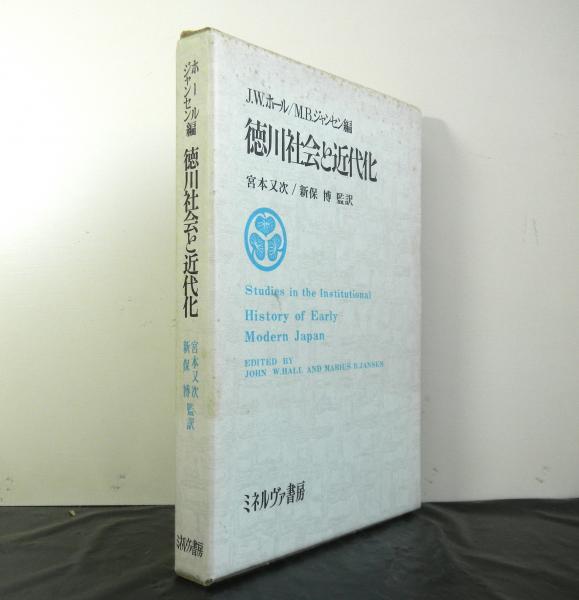 ホール
ジャンセン編
徳川社会と近代化
宮本又次
新保 博
監訳
ミネルヴァ書房
J.W.ホール/M.B.ジャンセン編
徳川社会と近代化
宮本又次/新保 博 監訳
Studies in the Institutional
History of Early
Modern Japan
EDITED BY
JOHN W.HALL AND MARIUS B.JANSEN
ミネルヴァ書房